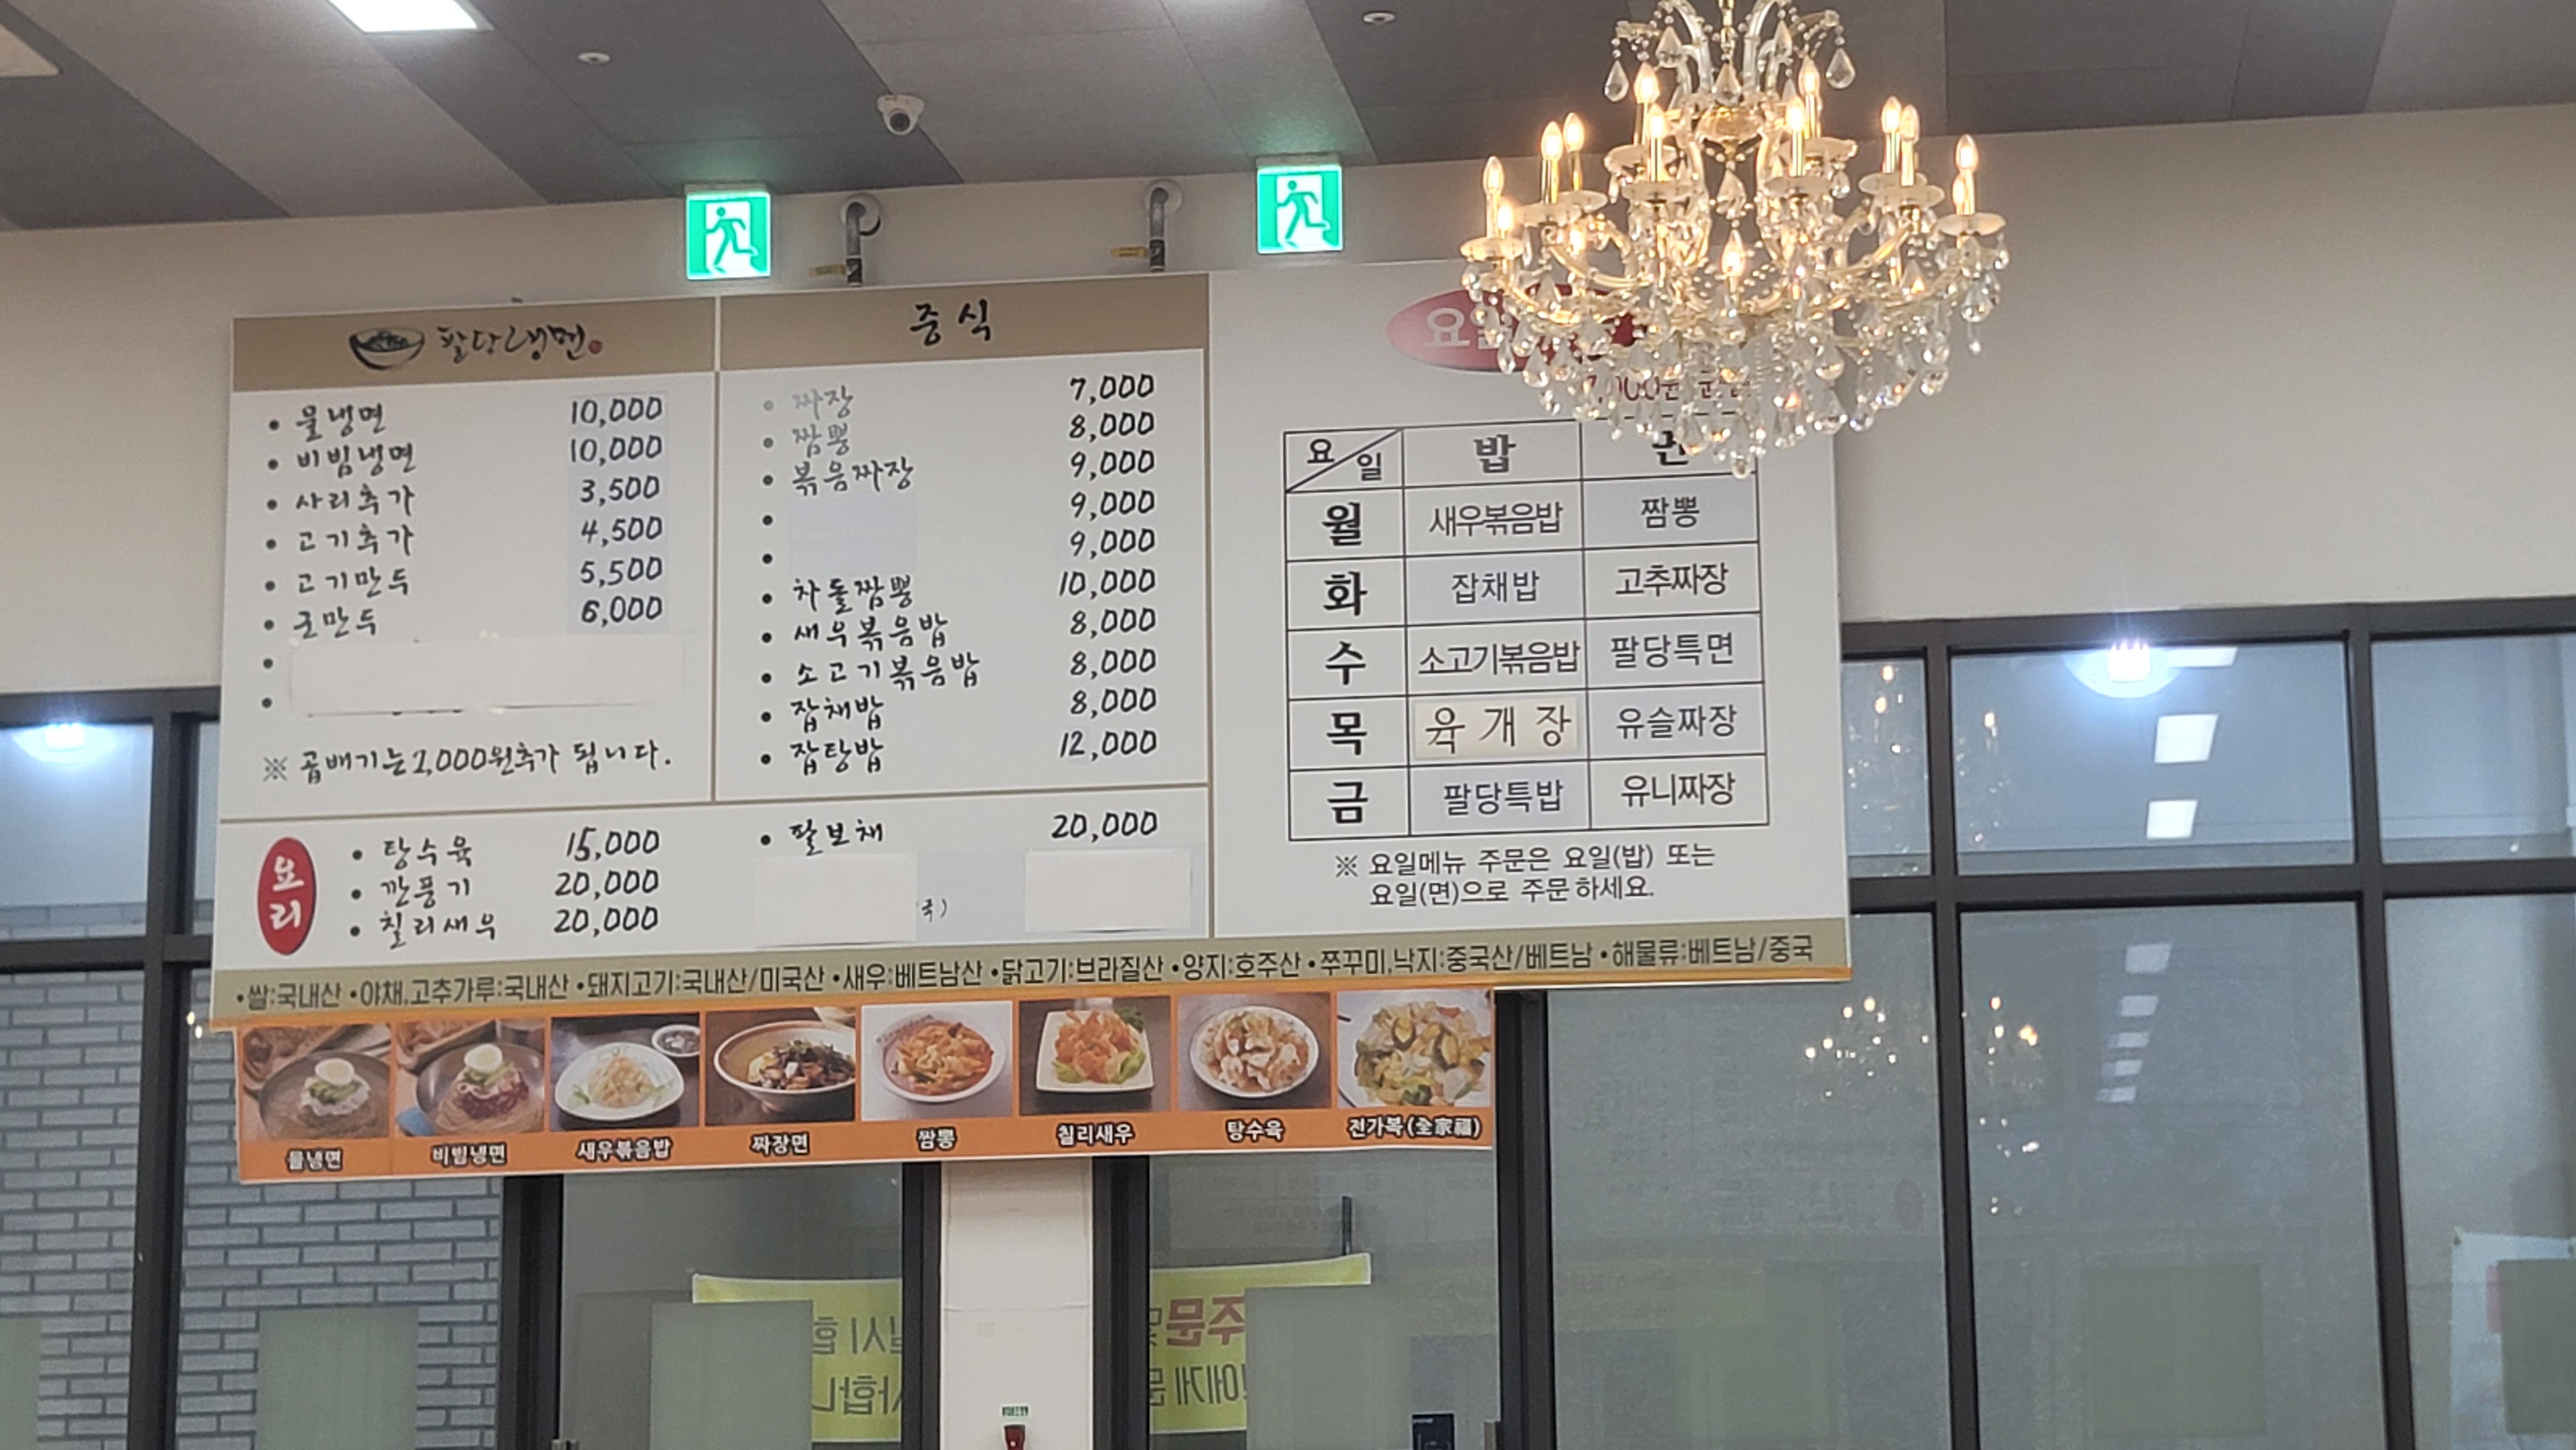 팔당냉면
물냉면 10,000
비빔냉면 10,000
사리추가 3,500
고기추가 4,500
고기만두 5,500
군만두 6,000
※ 곱배기는 2,000원추가 됩니다.
중식
짜장 7,000
짬뽕 8,000
볶음짜장 9,000
9,000
9,000
차돌짬뽕 10,000
새우볶음밥 8,000
소고기볶음밥 8,000
잡채밥 8,000
잡탕밥 12,000
요리
탕수육 15,000
깐풍기 20,000
칠리새우 20,000
팔보채 20,000
국)
요일 밥
월 새우볶음밥 짬뽕
화 잡채밥 고추짜장
수 소고기볶음밥 팔당특면
목 육개장 유슬짜장
금 팔당특밥 유니짜장
※ 요일메뉴 주문은 요일(밥) 또는
요일(면)으로 주문하세요.
•쌀:국내산 •야채,고추가루:국내산 •돼지고기:국내산/미국산 •새우:베트남산 •닭고기:브라질산 •양지:호주산 •쭈꾸미,낙지:중국산/베트남 •해물류:베트남/중국
물냉면 비빔냉면 새우볶음밥 짜장면 짬뽕 칠리새우 탕수육 전가복(全家福)
주문